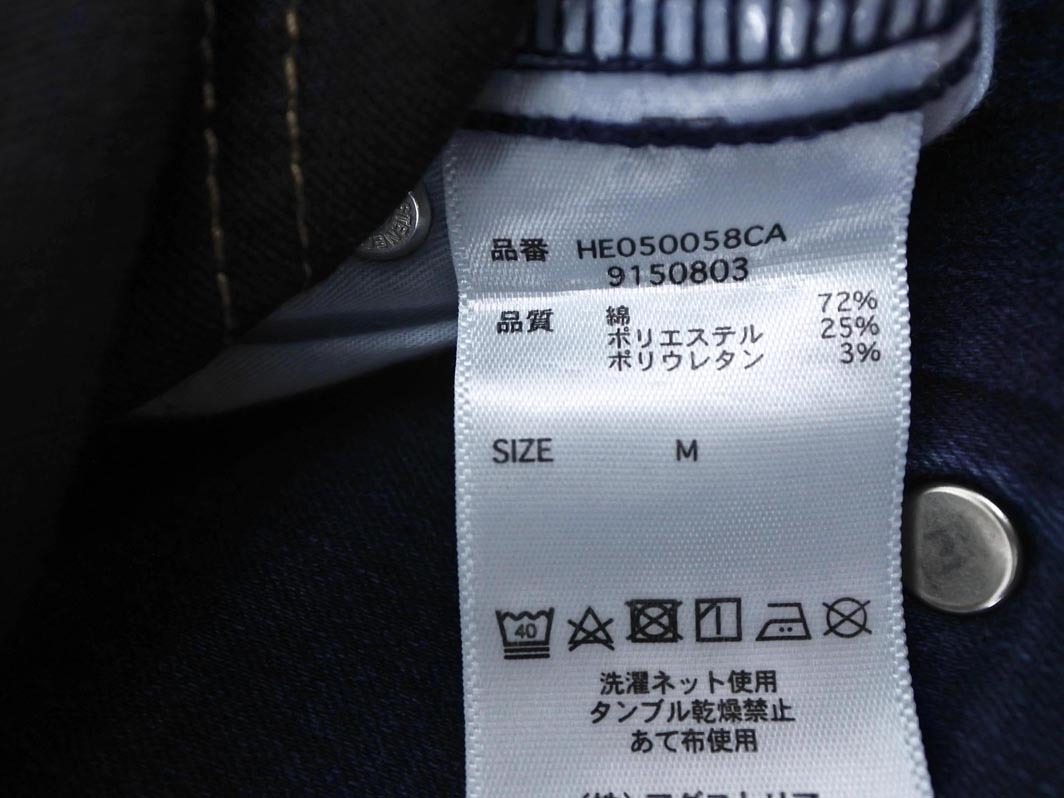 品番 HE050058CA
9150803
品質 綿 72%
ポリエステル 25%
ポリウレタン 3%
SIZE M
40
洗濯ネット使用
タンブル乾燥禁止
あて布使用